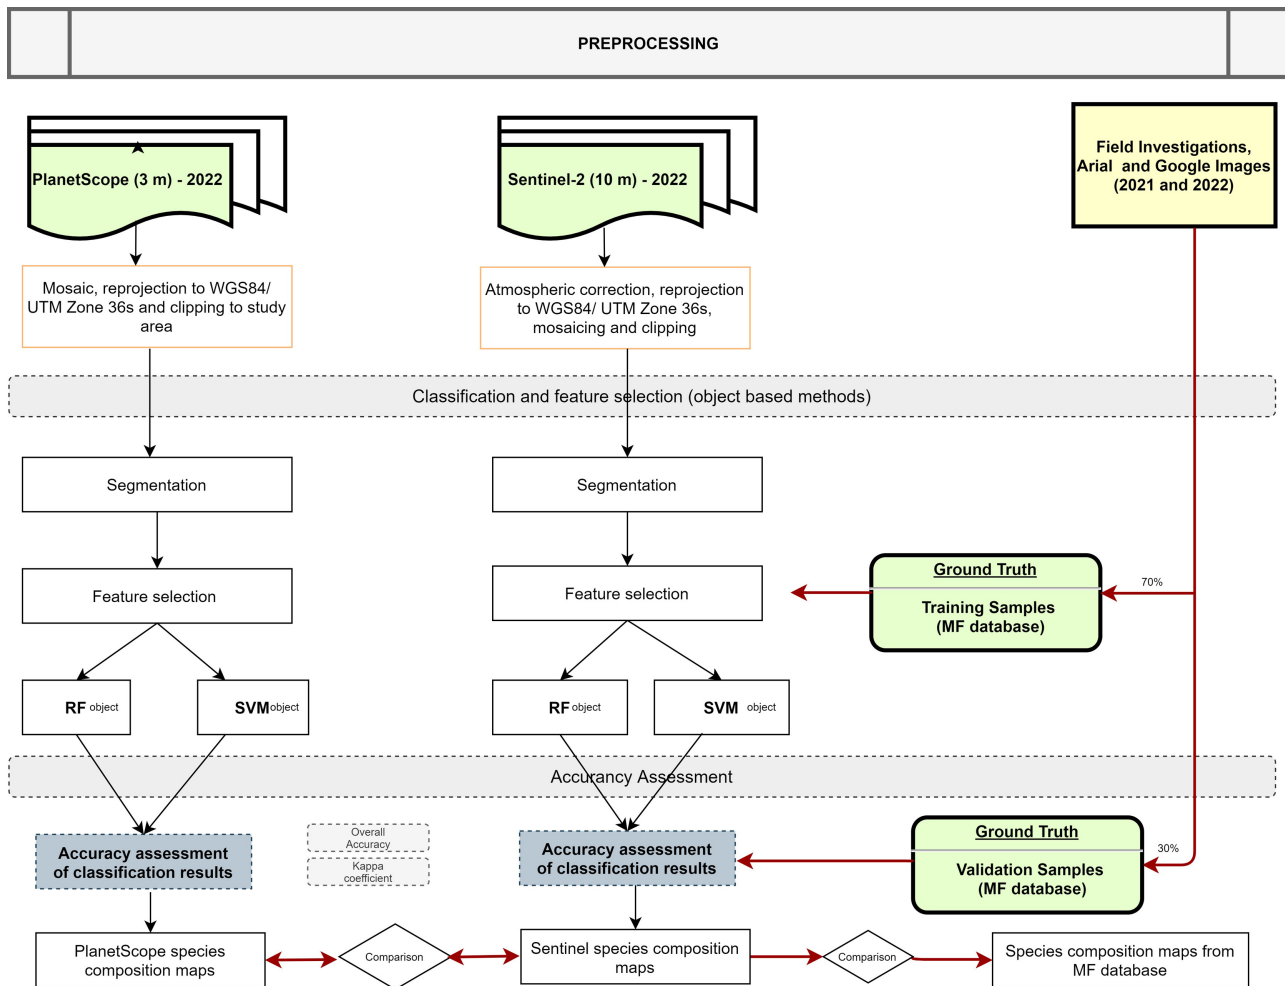 PREPROCESSING
PlanetScope (3 m) - 2022
Sentinel-2 (10 m) - 2022
Field Investigations,
Arial and Google Images
(2021 and 2022)
Mosaic, reprojection to WGS84/
UTM Zone 36s and clipping to study
area
Atmospheric correction, reprojection
to WGS84/ UTM Zone 36s,
mosaicing and clipping
Classification and feature selection (object based methods)
Segmentation
Segmentation
Feature selection
Feature selection
Ground Truth
Training Samples
(MF database)
70%
RF object
SVM object
RF object
SVM object
Accurancy Assessment
Accuracy assessment
of classification results
Overall
Accuracy
Kappa
coefficient
Accuracy assessment
of classification results
Ground Truth
Validation Samples
(MF database)
30%
PlanetScope species
composition maps
Comparison
Sentinel species composition
maps
Comparison
Species composition maps from
MF database